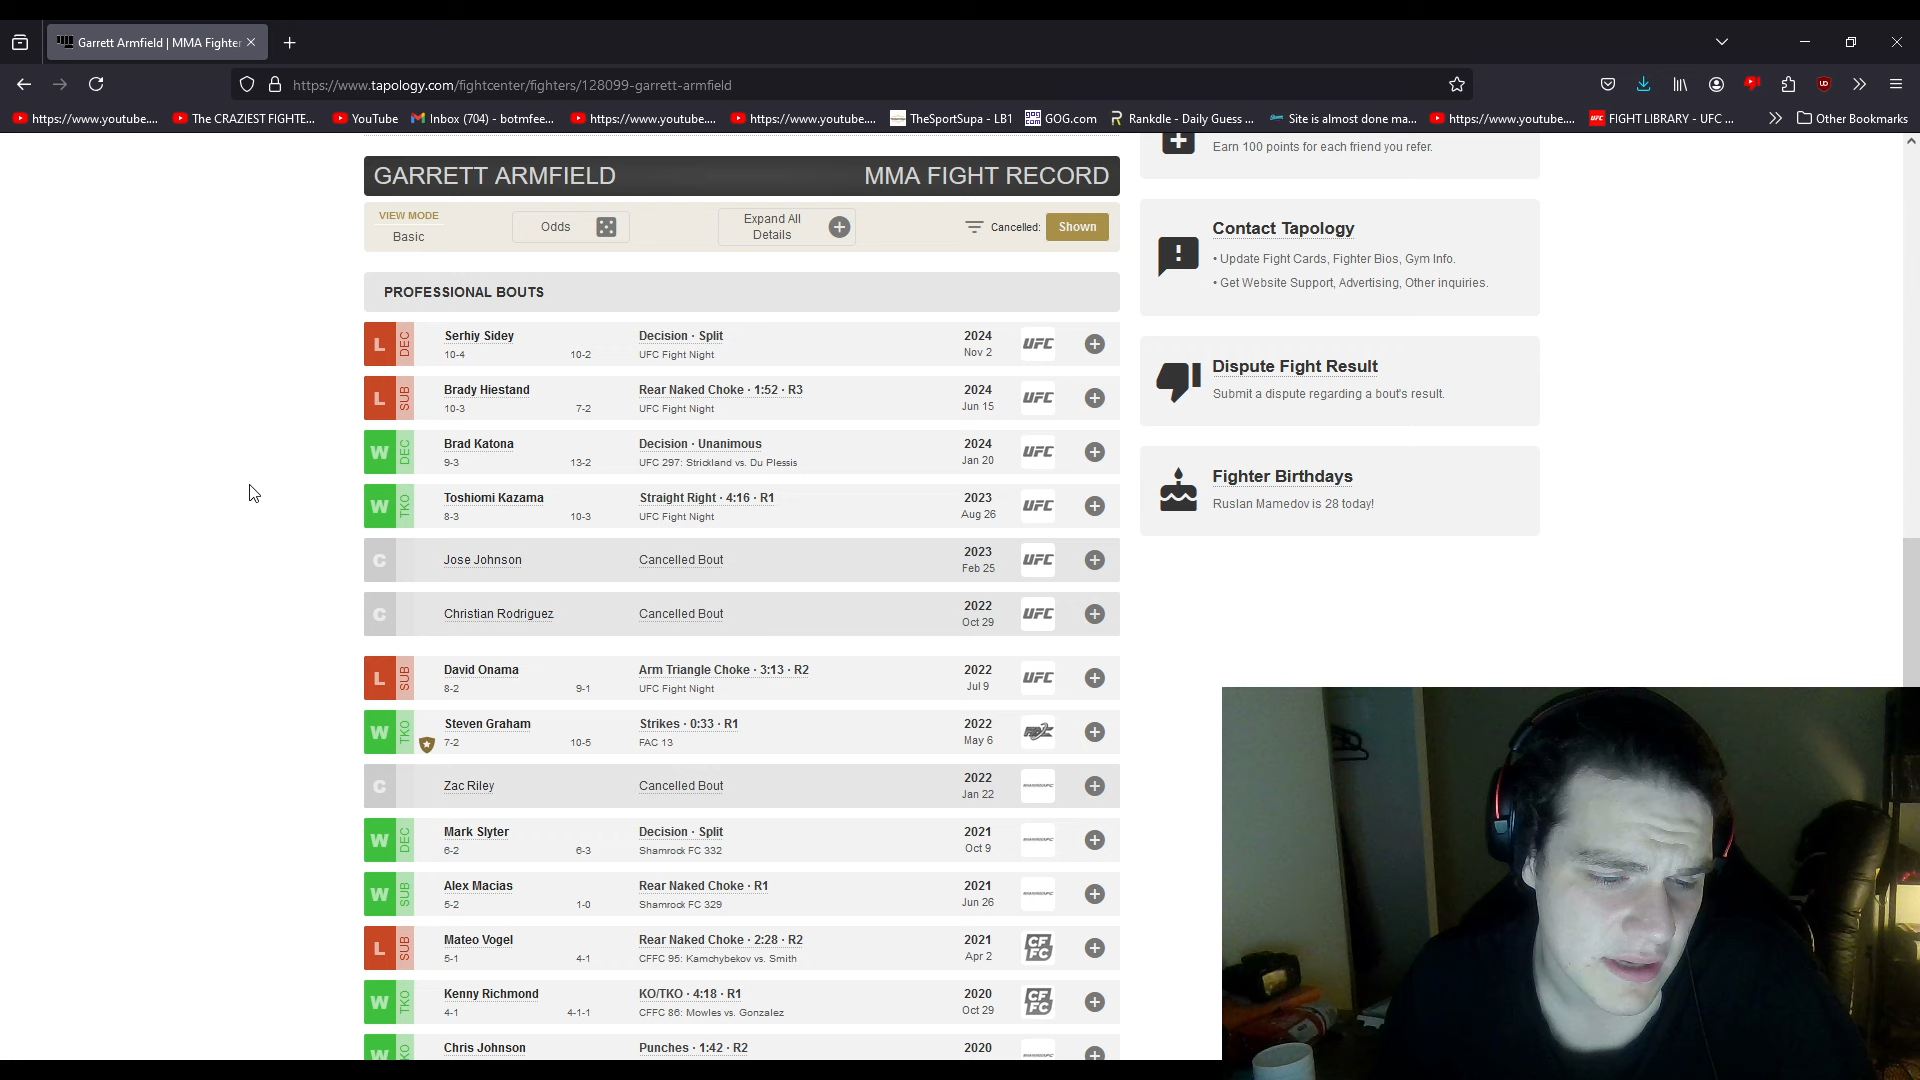 Garrett Armfield | MMA Fighter
https://www.tapology.com/fightcenter/fighters/128099-garrett-armfield
https://www.youtube.... The CRAZIEST FIGHTE... YouTube Inbox (704) - botmfee... https://www.youtube.... https://www.youtube.... TheSportSupa - LB1 GOG.com Rankdle - Daily Guess ... Site is almost done ma... https://www.youtube.... FIGHT LIBRARY - UFC ... Other Bookmarks
GARRETT ARMFIELD MMA FIGHT RECORD
VIEW MODE
Basic
Odds
Expand All
Details
Cancelled: Shown
PROFESSIONAL BOUTS
L DEC Serhiy Sidey Decision · Split 2024 UFC
10-4 10-2 UFC Fight Night Nov 2
L SUB Brady Hiestand Rear Naked Choke · 1:52 · R3 2024 UFC
10-3 7-2 UFC Fight Night Jun 15
W DEC Brad Katona Decision · Unanimous 2024 UFC
9-3 13-2 UFC 297: Strickland vs. Du Plessis Jan 20
W TKO Toshiomi Kazama Straight Right · 4:16 · R1 2023 UFC
8-3 10-3 UFC Fight Night Aug 26
C Jose Johnson Cancelled Bout 2023 UFC
Feb 25
C Christian Rodriguez Cancelled Bout 2022 UFC
Oct 29
L SUB David Onama Arm Triangle Choke · 3:13 · R2 2022 UFC
8-2 9-1 UFC Fight Night Jul 9
W TKO Steven Graham Strikes · 0:33 · R1 2022
7-2 10-5 FAC 13 May 6
C Zac Riley Cancelled Bout 2022
Jan 22
W DEC Mark Slyter Decision · Split 2021
6-2 6-3 Shamrock FC 332 Oct 9
W SUB Alex Macias Rear Naked Choke · R1 2021
5-2 1-0 Shamrock FC 329 Jun 26
L SUB Mateo Vogel Rear Naked Choke · 2:28 · R2 2021 CFFC
5-1 4-1 CFFC 95: Kamchybekov vs. Smith Apr 2
W TKO Kenny Richmond KO/TKO · 4:18 · R1 2020 CFFC
4-1 4-1-1 CFFC 86: Mowles vs. Gonzalez Oct 29
W Chris Johnson Punches · 1:42 · R2 2020
Earn 100 points for each friend you refer.
Contact Tapology
• Update Fight Cards, Fighter Bios, Gym Info.
• Get Website Support, Advertising, Other inquiries.
Dispute Fight Result
Submit a dispute regarding a bout's result.
Fighter Birthdays
Ruslan Mamedov is 28 today!